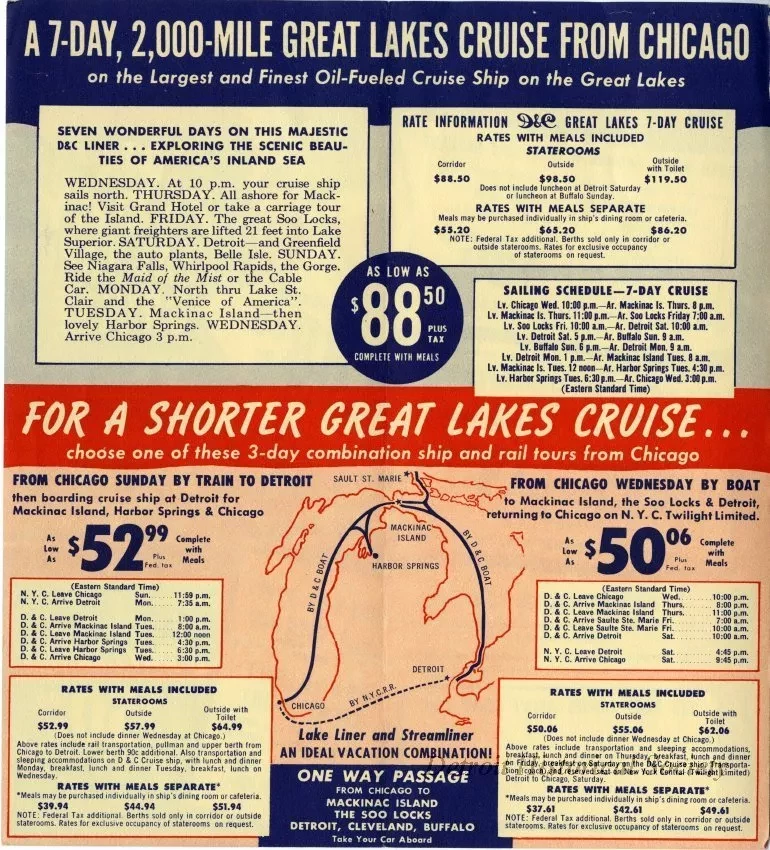 A 7-DAY, 2,000-MILE GREAT LAKES CRUISE FROM CHICAGO
on the Largest and Finest Oil-Fueled Cruise Ship on the Great Lakes
SEVEN WONDERFUL DAYS ON THIS MAJESTIC
D&C LINER . . . EXPLORING THE SCENIC BEAU-
TIES OF AMERICA'S INLAND SEA
WEDNESDAY. At 10 p.m. your cruise ship
sails north. THURSDAY. All ashore for Mack-
inac! Visit Grand Hotel or take a carriage tour
of the Island. FRIDAY. The great Soo Locks,
where giant freighters are lifted 21 feet into Lake
Superior. SATURDAY. Detroit—and Greenfield
Village, the auto plants, Belle Isle. SUNDAY.
See Niagara Falls, Whirlpool Rapids, the Gorge.
Ride the Maid of the Mist or the Cable
Car. MONDAY. North thru Lake St.
Clair and the "Venice of America".
TUESDAY. Mackinac Island—then
lovely Harbor Springs. WEDNESDAY.
Arrive Chicago 3 p.m.
AS LOW AS
$88.50
PLUS
TAX
COMPLETE WITH MEALS
RATE INFORMATION D&C GREAT LAKES 7-DAY CRUISE
RATES WITH MEALS INCLUDED
STATEROOMS
Corridor Outside Outside with Toilet
$88.50 $98.50 $119.50
Does not include luncheon at Detroit Saturday
or luncheon at Buffalo Sunday.
RATES WITH MEALS SEPARATE
Meals may be purchased individually in ship's dining room or cafeteria.
$55.20 $65.20 $86.20
NOTE: Federal Tax additional. Berths sold only in corridor or
outside staterooms. Rates for exclusive occupancy
of staterooms on request.
SAILING SCHEDULE—7-DAY CRUISE
Lv. Chicago Wed. 10:00 p.m.—Ar. Mackinac Is. Thurs. 8 p.m.
Lv. Mackinac Is. Thurs. 11:00 p.m.—Ar. Soo Locks Friday 7:00 a.m.
Lv. Soo Locks Fri. 10:00 a.m.—Ar. Detroit Sat. 10:00 a.m.
Lv. Detroit Sat. 5 p.m.—Ar. Buffalo Sun. 9 a.m.
Lv. Buffalo Sun. 6 p.m.—Ar. Detroit Mon. 9 a.m.
Lv. Detroit Mon. 1 p.m.—Ar. Mackinac Island Tues. 8 a.m.
Lv. Mackinac Is. Tues. 12 noon—Ar. Harbor Springs Tues. 4:30 p.m.
Lv. Harbor Springs Tues. 6:30 p.m.—Ar. Chicago Wed. 3:00 p.m.
(Eastern Standard Time)
FOR A SHORTER GREAT LAKES CRUISE...
choose one of these 3-day combination ship and rail tours from Chicago
FROM CHICAGO SUNDAY BY TRAIN TO DETROIT
then boarding cruise ship at Detroit for
Mackinac Island, Harbor Springs & Chicago
As Low As $52.99 Plus Fed. tax Complete with Meals
(Eastern Standard Time)
N. Y. C. Leave Chicago Sun. 11:59 p.m.
N. Y. C. Arrive Detroit Mon. 7:35 a.m.
D. & C. Leave Detroit Mon. 1:00 p.m.
D. & C. Arrive Mackinac Island Tues. 8:00 a.m.
D. & C. Leave Mackinac Island Tues. 12:00 noon
D. & C. Arrive Harbor Springs Tues. 4:30 p.m.
D. & C. Leave Harbor Springs Tues. 6:30 p.m.
D. & C. Arrive Chicago Wed. 3:00 p.m.
RATES WITH MEALS INCLUDED
STATEROOMS
Corridor Outside Outside with Toilet
$52.99 $57.99 $64.99
(Does not include dinner Wednesday at Chicago.)
Above rates include rail transportation, pullman and upper berth from
Chicago to Detroit. Lower berth 90c additional. Also transportation and
sleeping accommodations on D & C Cruise ship, with lunch and dinner
Monday, breakfast, lunch and dinner Tuesday, breakfast, lunch on
Wednesday.
RATES WITH MEALS SEPARATE*
*Meals may be purchased individually in ship's dining room or cafeteria.
$39.94 $44.94 $51.94
NOTE: Federal Tax additional. Berths sold only in corridor or outside
staterooms. Rates for exclusive occupancy of staterooms on request.
SAULT ST. MARIE
MACKINAC
ISLAND
HARBOR SPRINGS
BY D & C BOAT
BY D & C BOAT
DETROIT
CHICAGO
BY N.Y.C.R.R.
Lake Liner and Streamliner
AN IDEAL VACATION COMBINATION!
ONE WAY PASSAGE
FROM CHICAGO TO
MACKINAC ISLAND
THE SOO LOCKS
DETROIT, CLEVELAND, BUFFALO
Take Your Car Aboard
FROM CHICAGO WEDNESDAY BY BOAT
to Mackinac Island, the Soo Locks & Detroit,
returning to Chicago on N. Y. C. Twilight Limited.
As Low As $50.06 Plus Fed. tax Complete with Meals
(Eastern Standard Time)
D. & C. Leave Chicago Wed. 10:00 p.m.
D. & C. Arrive Mackinac Island Thurs. 8:00 p.m.
D. & C. Leave Mackinac Island Thurs. 11:00 p.m.
D. & C. Arrive Saulte Ste. Marie Fri. 7:00 a.m.
D. & C. Leave Saulte Ste. Marie Fri. 10:00 a.m.
D. & C. Arrive Detroit Sat. 10:00 a.m.
N. Y. C. Leave Detroit Sat. 4:45 p.m.
N. Y. C. Arrive Chicago Sat. 9:45 p.m.
RATES WITH MEALS INCLUDED
STATEROOMS
Corridor Outside Outside with Toilet
$50.06 $55.06 $62.06
(Does not include dinner Wednesday at Chicago.)
Above rates include transportation and sleeping accommodations,
breakfast, lunch and dinner on Thursday, breakfast, lunch and dinner
on Friday, breakfast on Saturday on the D&C Cruise ship. Transporta-
tion coach and reserved seat on New York Central (Twilight Limited)
Detroit to Chicago, Saturday.
RATES WITH MEALS SEPARATE*
*Meals may be purchased individually in ship's dining room or cafeteria.
$37.61 $42.61 $49.61
NOTE: Federal Tax additional. Berths sold only in corridor or outside
staterooms. Rates for exclusive occupancy of staterooms on request.